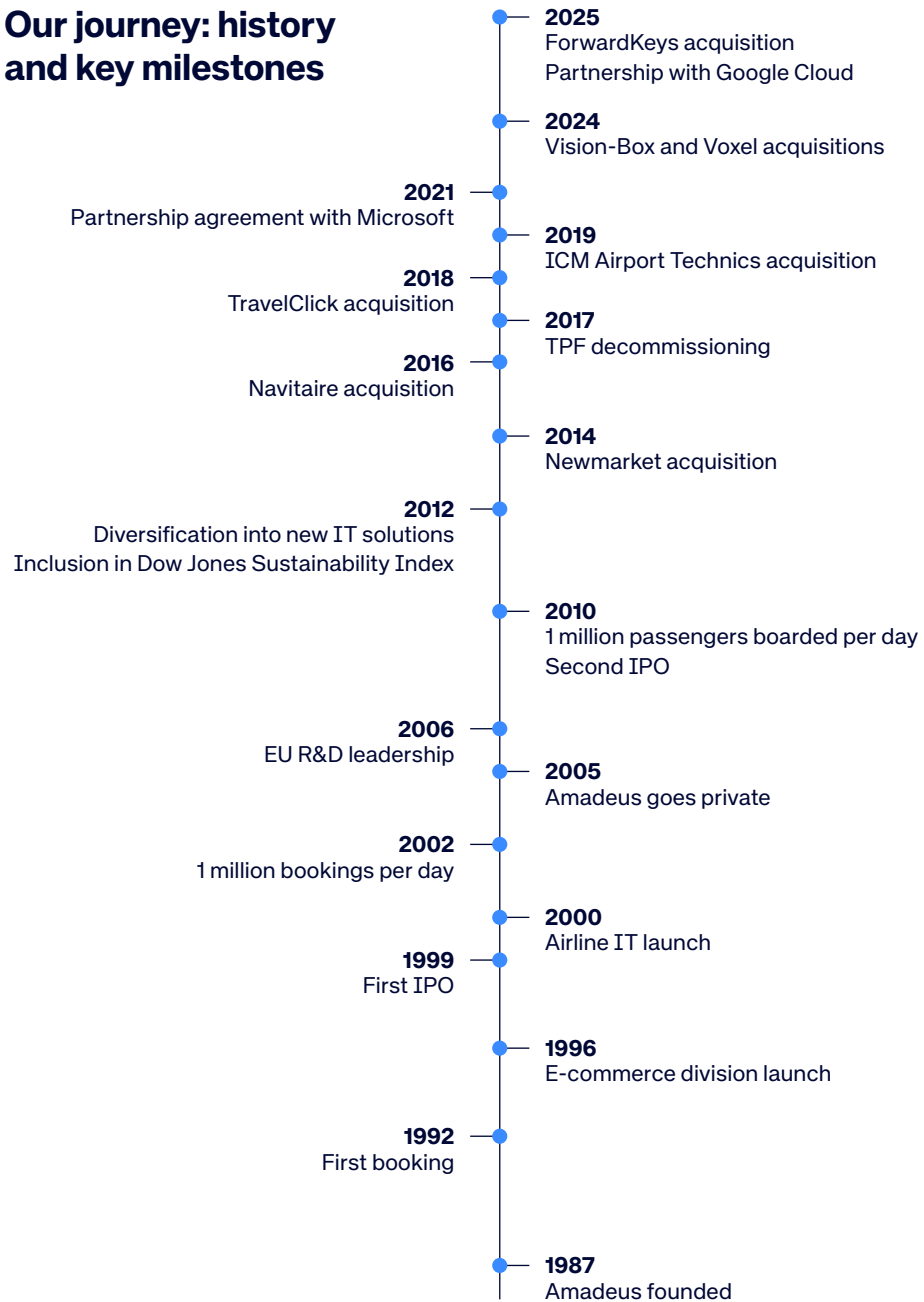 Our journey: history
and key milestones
2025
ForwardKeys acquisition
Partnership with Google Cloud
2024
Vision-Box and Voxel acquisitions
2021
Partnership agreement with Microsoft
2019
ICM Airport Technics acquisition
2018
TravelClick acquisition
2017
TPF decommissioning
2016
Navitaire acquisition
2014
Newmarket acquisition
2012
Diversification into new IT solutions
Inclusion in Dow Jones Sustainability Index
2010
1 million passengers boarded per day
Second IPO
2006
EU R&D leadership
2005
Amadeus goes private
2002
1 million bookings per day
2000
Airline IT launch
1999
First IPO
1996
E-commerce division launch
1992
First booking
1987
Amadeus founded